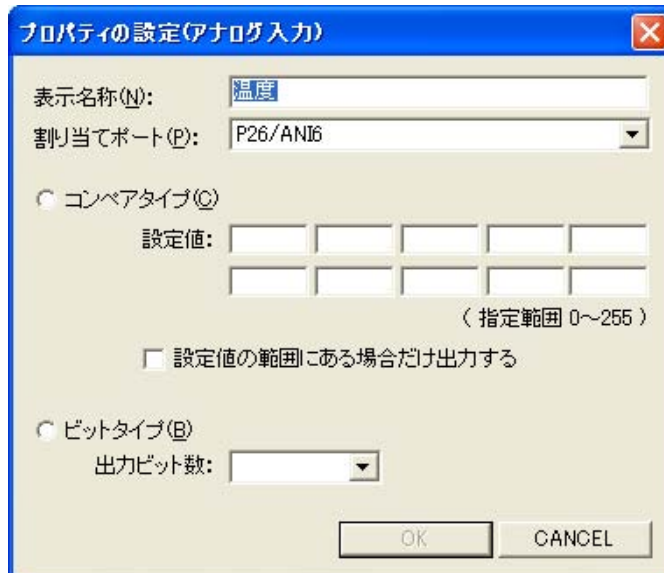 プロパティの設定(アナログ入力)
表示名称(N): 温度
割り当てポート(P): P26/ANI6
コンペアタイプ(C)
設定値:
( 指定範囲 0～255 )
設定値の範囲にある場合だけ出力する
ビットタイプ(B)
出力ビット数:
OK CANCEL